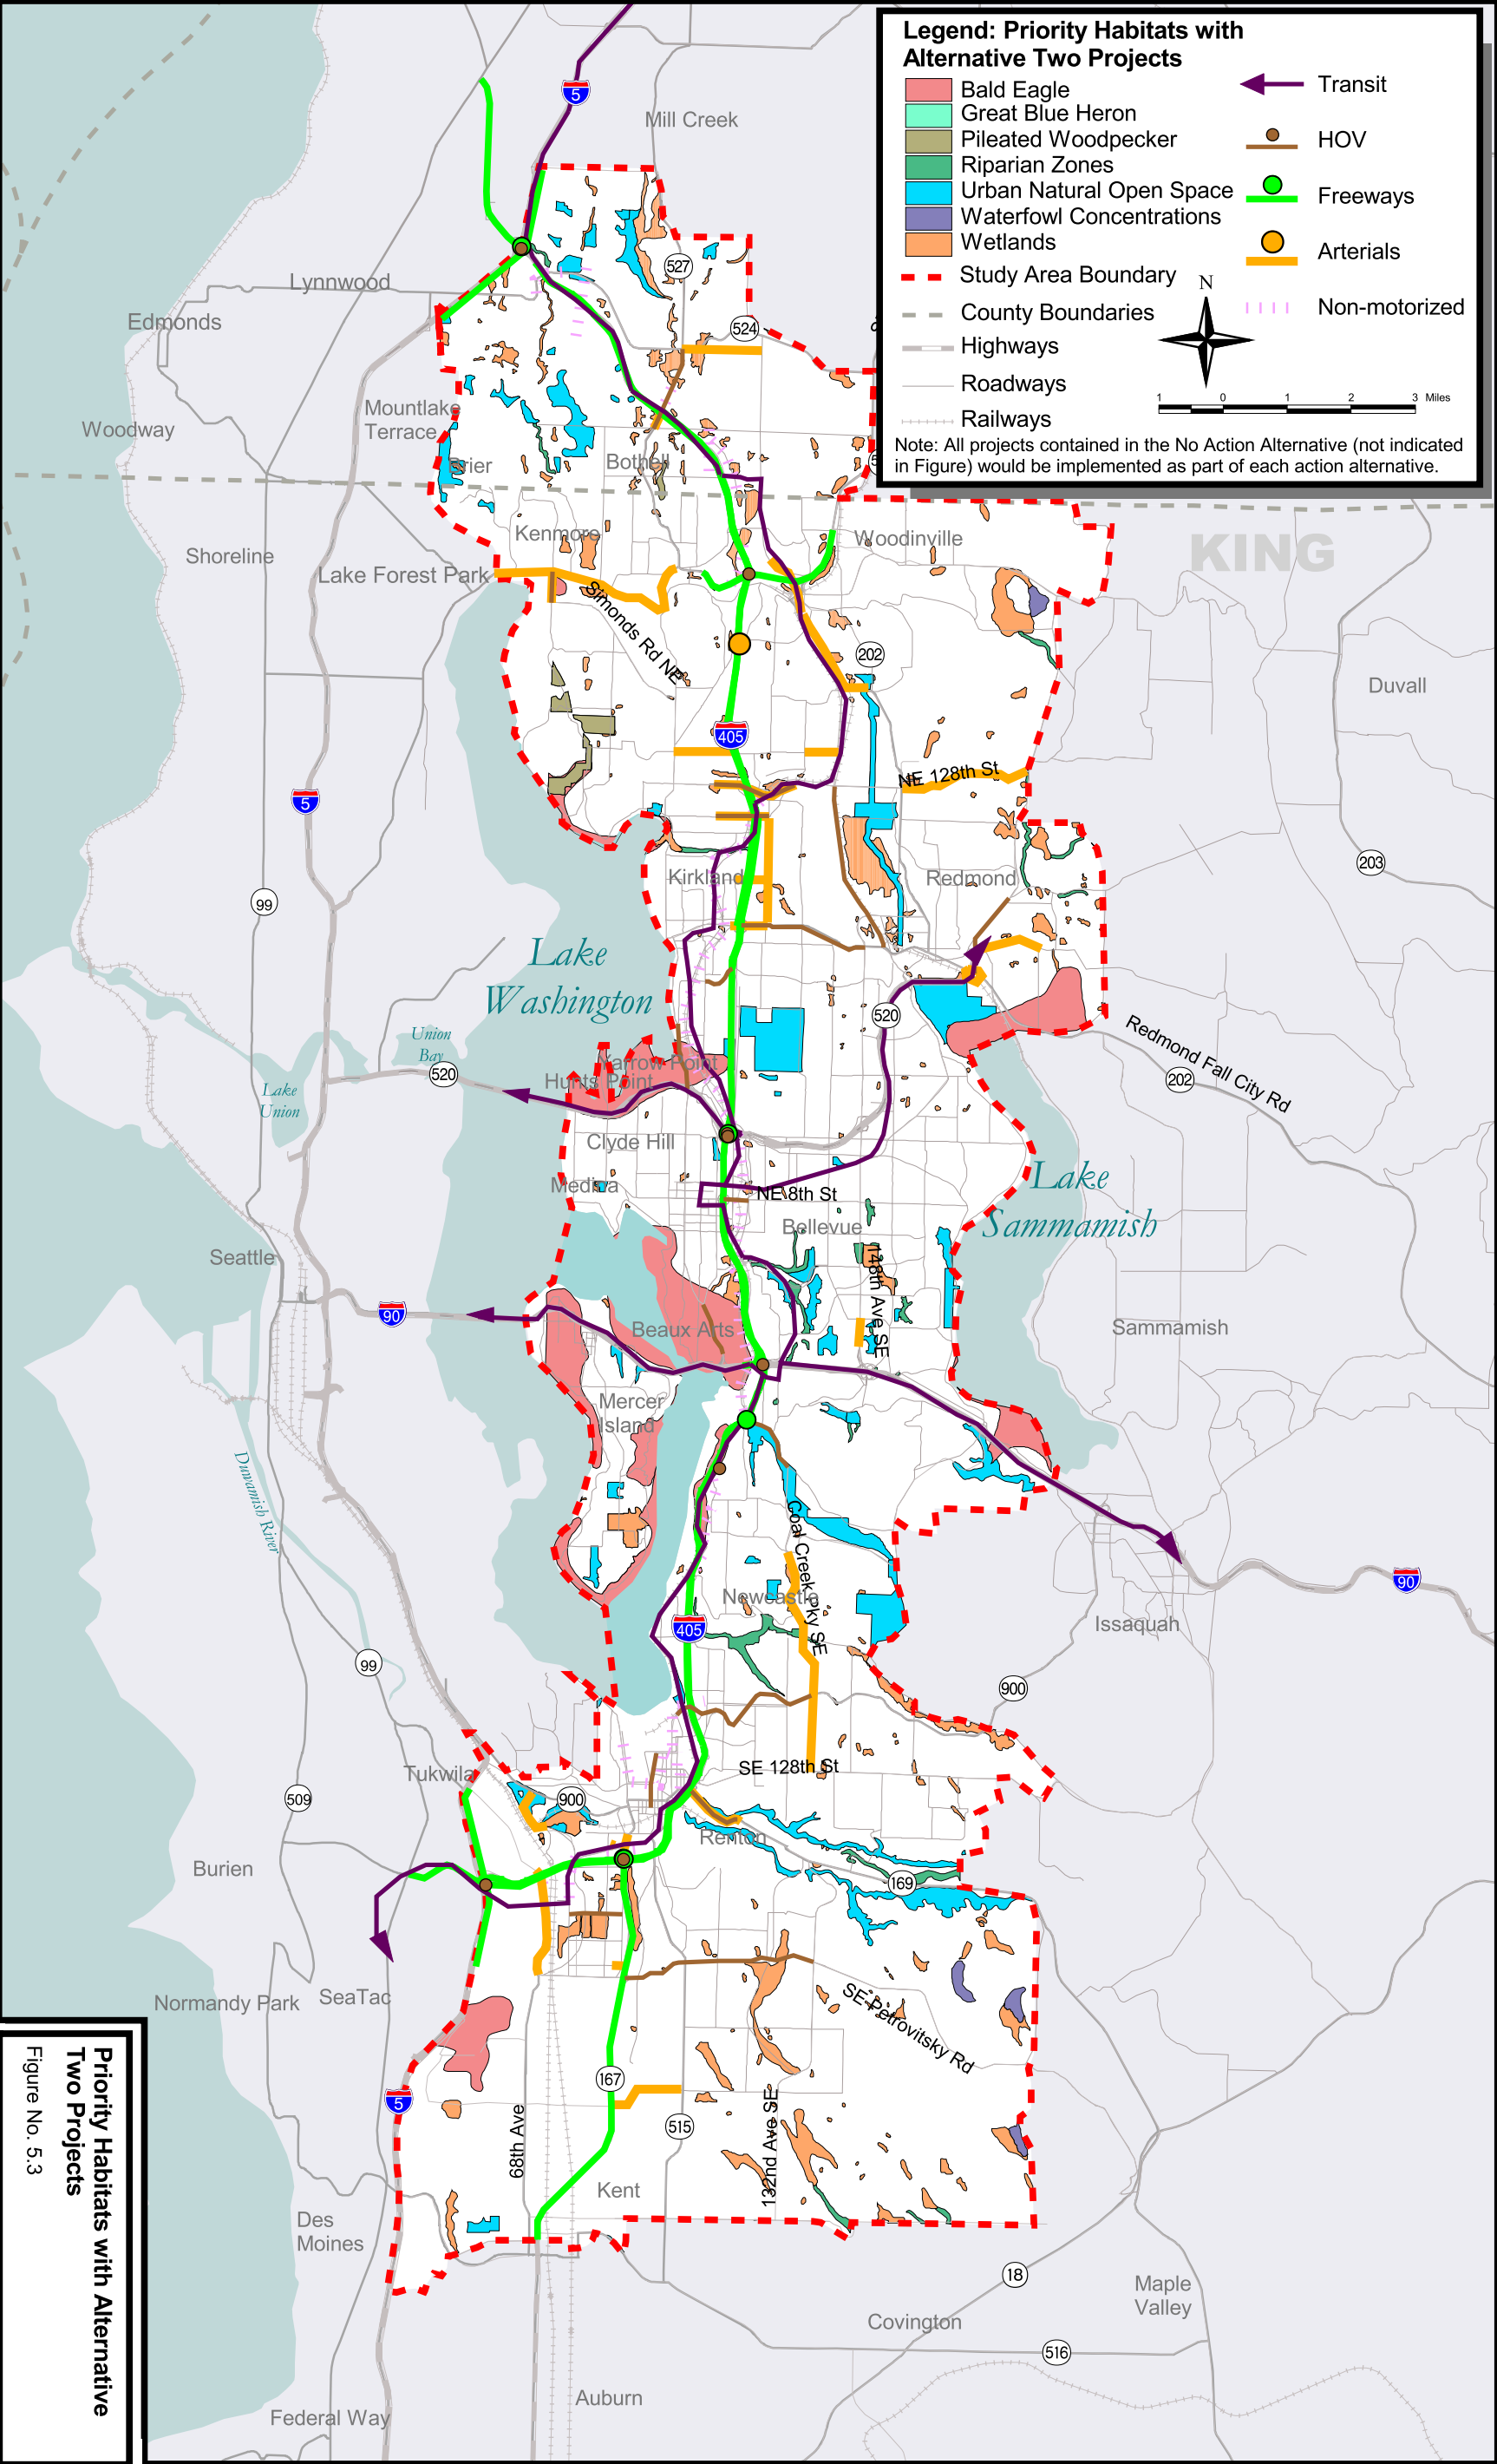 Legend: Priority Habitats with
Alternative Two Projects
Bald Eagle
Great Blue Heron
Pileated Woodpecker
Riparian Zones
Urban Natural Open Space
Waterfowl Concentrations
Wetlands
Study Area Boundary
County Boundaries
Highways
Roadways
Railways
Transit
HOV
Freeways
Arterials
Non-motorized
N
1 0 1 2 3 Miles
Note: All projects contained in the No Action Alternative (not indicated
in Figure) would be implemented as part of each action alternative.
5
Mill Creek
527
Lynnwood
Edmonds
524
Mountlake
Terrace
Woodway
Brier
Bothell
Kenmore
Woodinville
KING
Shoreline
Lake Forest Park
Simonds Rd NE
202
Duvall
405
NE 128th St
5
203
99
Kirkland
Redmond
Lake
Washington
520
Redmond Fall City Rd
Union
Bay
520
Yarrow Point
Hunts Point
202
Lake
Union
Clyde Hill
Medina
NE 8th St
Lake
Sammamish
Bellevue
Seattle
148th Ave SE
90
Beaux Arts
Sammamish
Mercer
Island
Duwamish River
Coal Creek Pky SE
Newcastle
90
405
Issaquah
99
900
SE 128th St
Tukwila
900
509
Renton
Burien
169
Normandy Park
SeaTac
SE Petrovitsky Rd
167
5
515
68th Ave
132nd Ave SE
Kent
Des
Moines
18
Maple
Valley
Covington
516
Auburn
Federal Way
Priority Habitats with Alternative
Two Projects
Figure No. 5.3